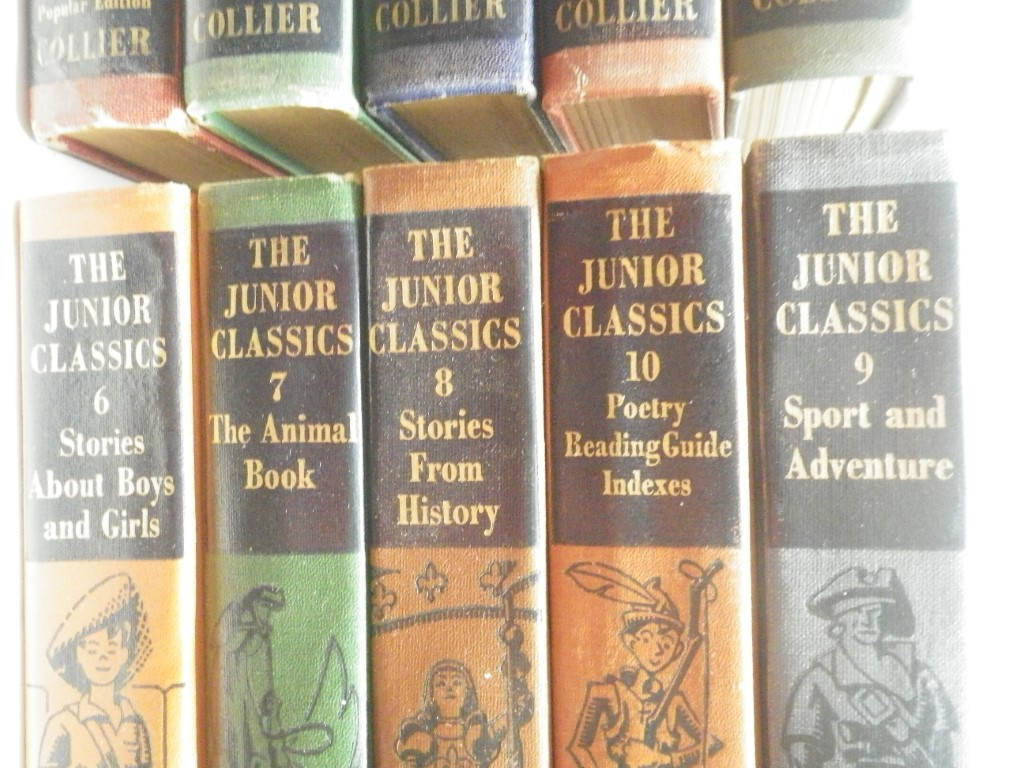 Popular Edition
COLLIER
COLLIER
COLLIER
COLLIER
THE
JUNIOR
CLASSICS
6
Stories
About Boys
and Girls
THE
JUNIOR
CLASSICS
7
The Animal
Book
THE
JUNIOR
CLASSICS
8
Stories
From
History
THE
JUNIOR
CLASSICS
10
Poetry
Reading Guide
Indexes
THE
JUNIOR
CLASSICS
9
Sport and
Adventure